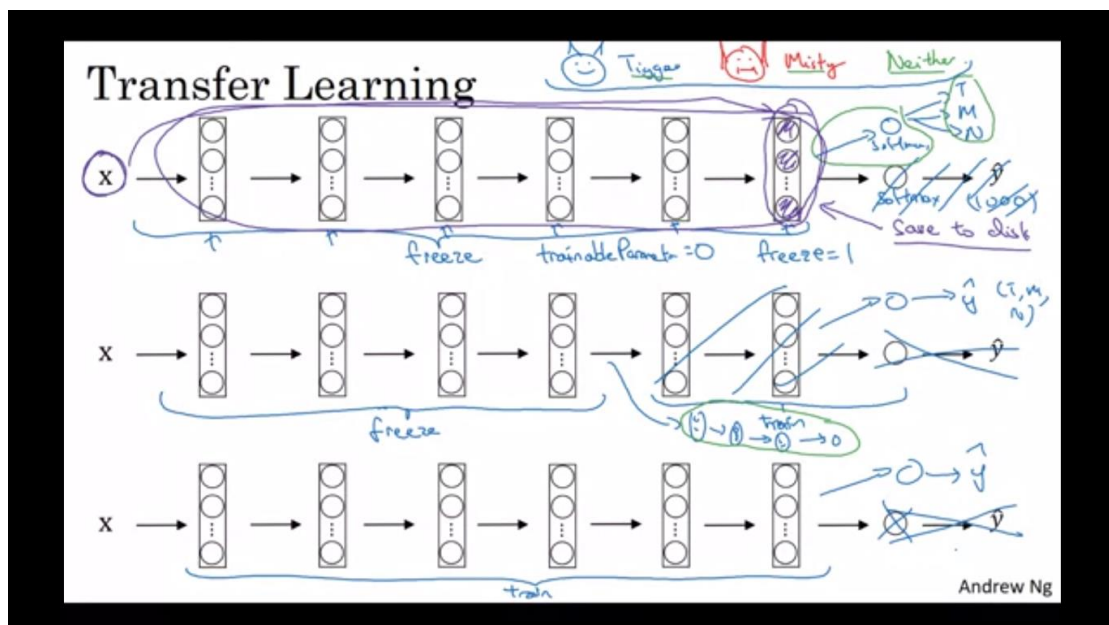 Tigger Misty Neither
Transfer Learning
T
M
N
softmax
x
softmax ŷ
(1000)
save to disk
freeze trainableParameter=0 freeze=1
ŷ (T, M,
N)
x ŷ
train
freeze
ŷ
x ŷ
train
Andrew Ng